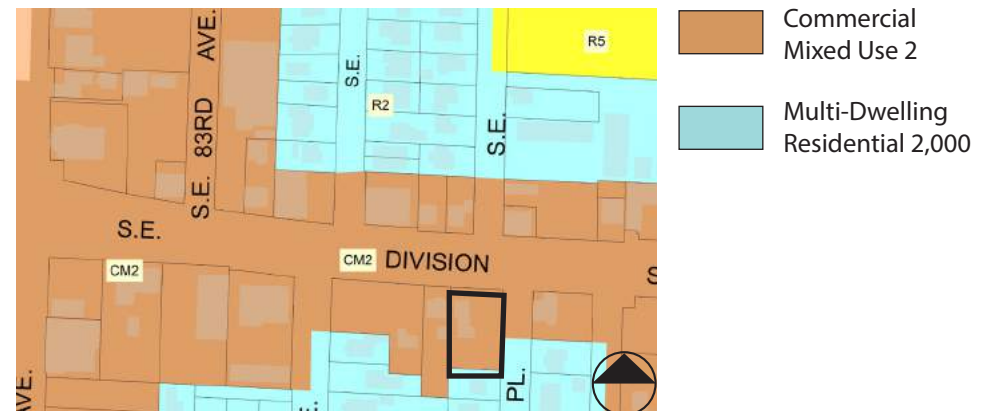 AVE.
S.E.
R5
R2
83RD
S.E.
S.E.
S.E.
CM2
CM2 DIVISION
S
AVE.
E.
PL.
Commercial
Mixed Use 2
Multi-Dwelling
Residential 2,000